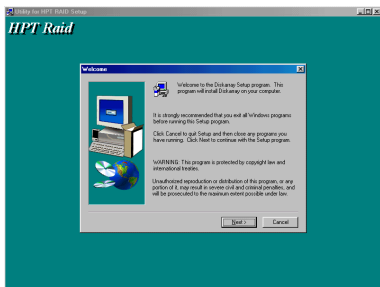 Utility for HPT RAID Setup
HPT Raid
Welcome
Welcome to the Diskarray Setup program. This
program will install Diskarray on your computer.
It is strongly recommended that you exit all Windows programs
before running this Setup program.
Click Cancel to quit Setup and then close any programs you
have running. Click Next to continue with the Setup program.
WARNING: This program is protected by copyright law and
international treaties.
Unauthorized reproduction or distribution of this program, or any
portion of it, may result in severe civil and criminal penalties, and
will be prosecuted to the maximum extent possible under law.
Next >
Cancel